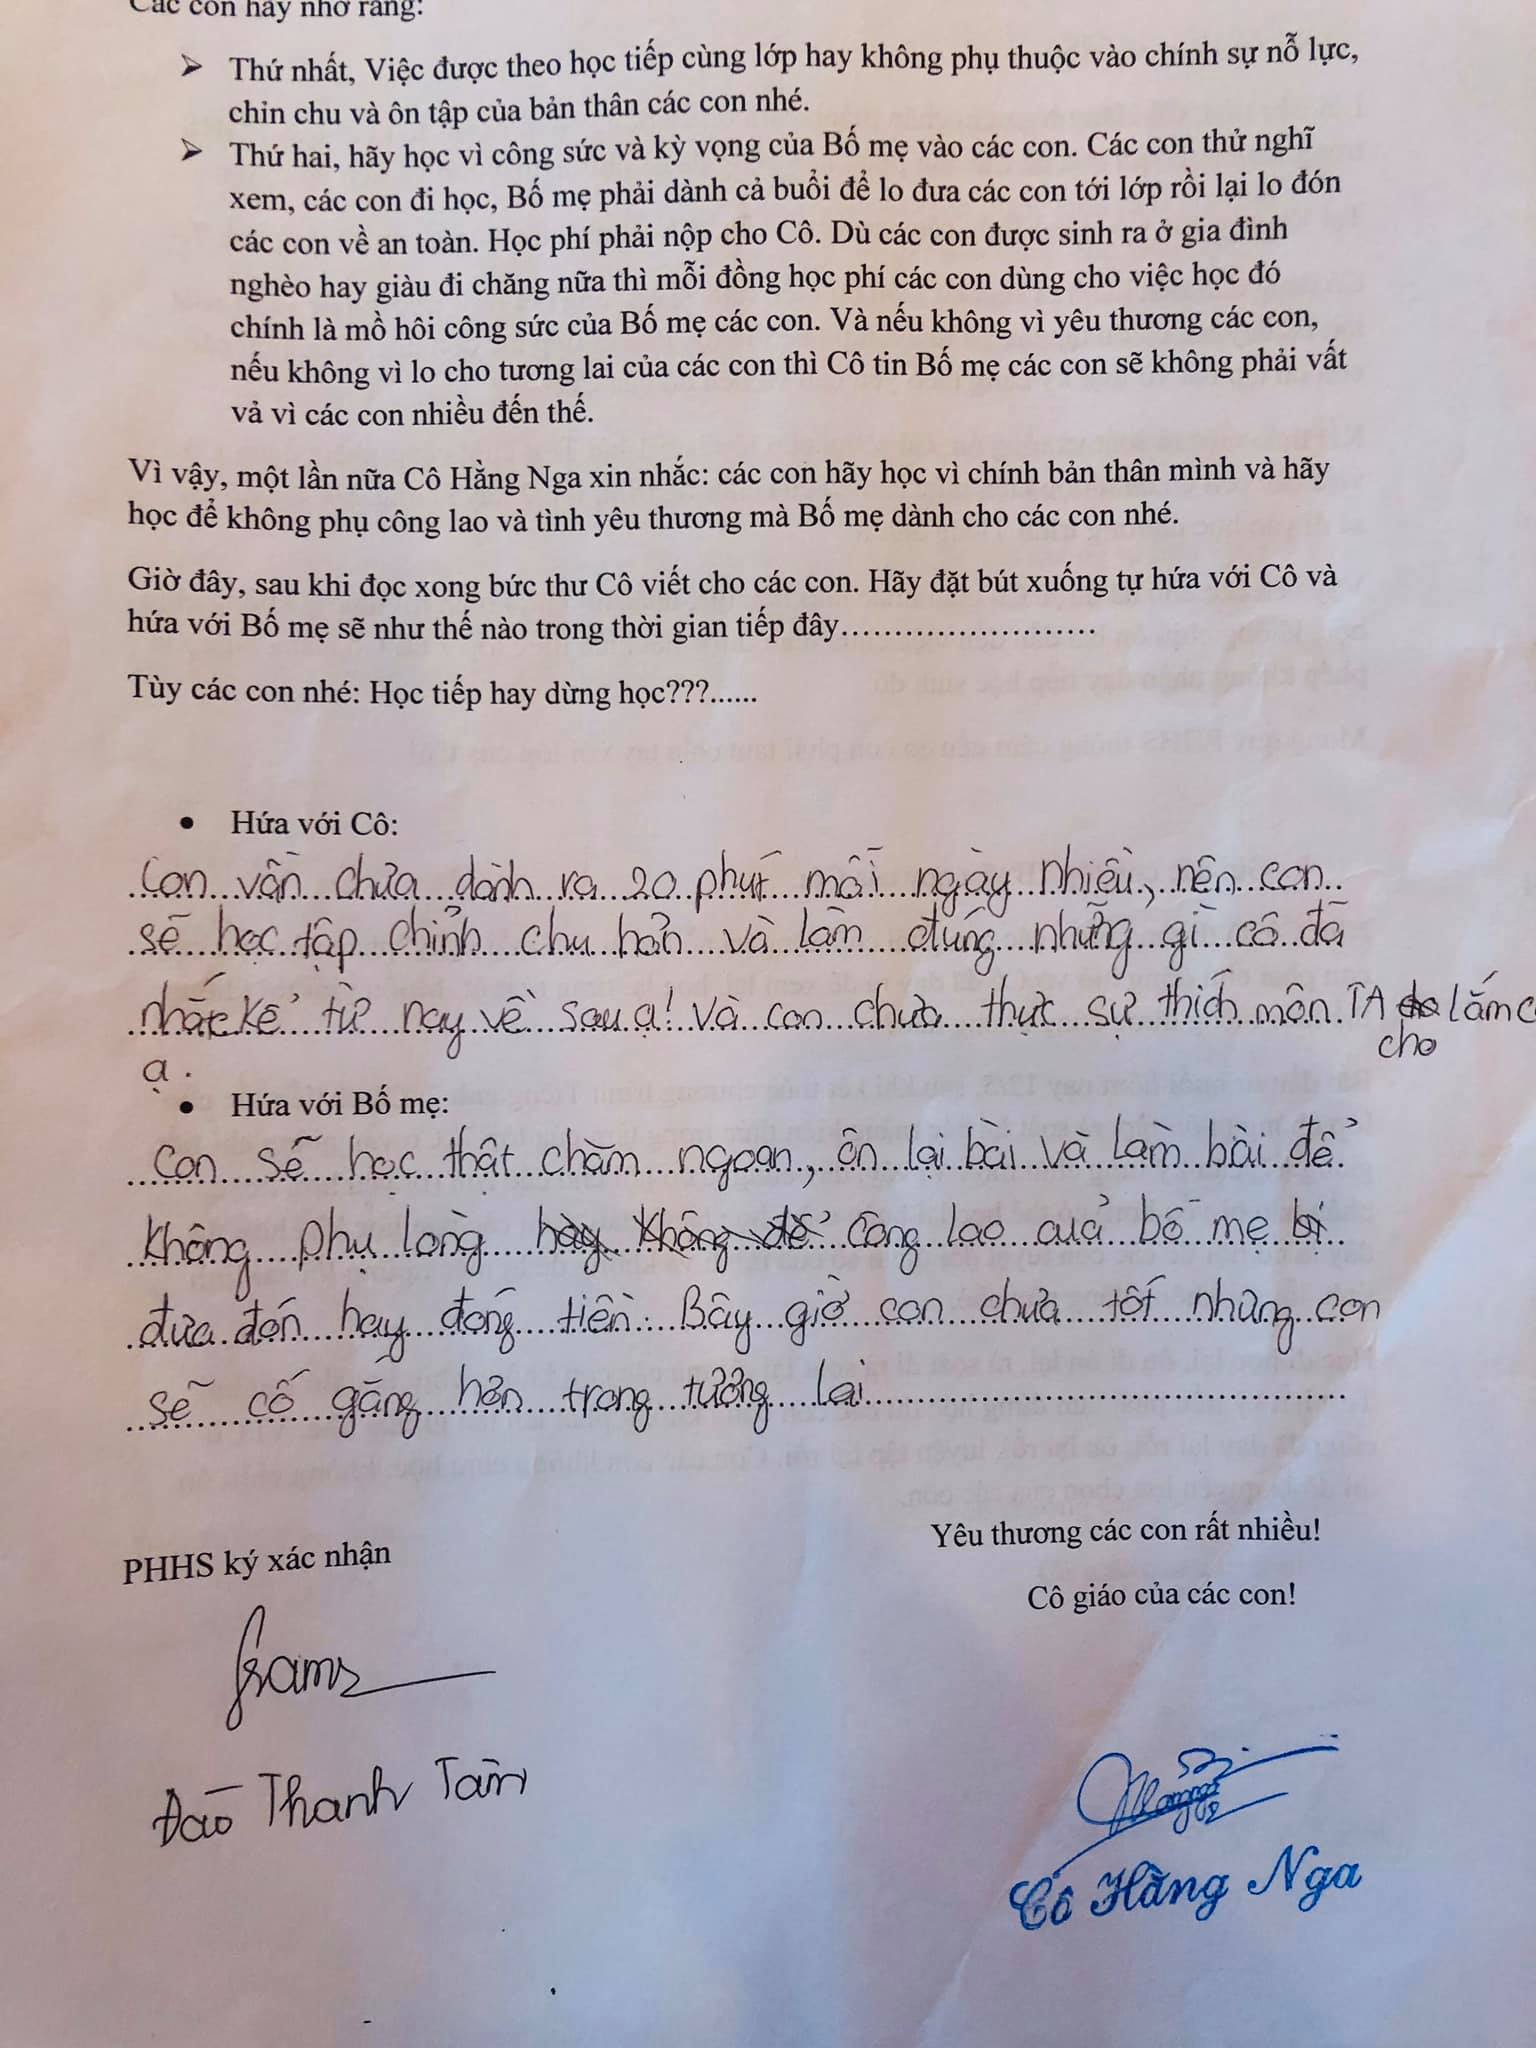 Các con hãy nhớ rằng:
➢ Thứ nhất, Việc được theo học tiếp cùng lớp hay không phụ thuộc vào chính sự nỗ lực,
chỉn chu và ôn tập của bản thân các con nhé.
➢ Thứ hai, hãy học vì công sức và kỳ vọng của Bố mẹ vào các con. Các con thử nghĩ
xem, các con đi học, Bố mẹ phải dành cả buổi để lo đưa các con tới lớp rồi lại lo đón
các con về an toàn. Học phí phải nộp cho Cô. Dù các con được sinh ra ở gia đình
nghèo hay giàu đi chăng nữa thì mỗi đồng học phí các con dùng cho việc học đó
chính là mồ hôi công sức của Bố mẹ các con. Và nếu không vì yêu thương các con,
nếu không vì lo cho tương lai của các con thì Cô tin Bố mẹ các con sẽ không phải vất
vả vì các con nhiều đến thế.
Vì vậy, một lần nữa Cô Hằng Nga xin nhắc: các con hãy học vì chính bản thân mình và hãy
học để không phụ công lao và tình yêu thương mà Bố mẹ dành cho các con nhé.
Giờ đây, sau khi đọc xong bức thư Cô viết cho các con. Hãy đặt bút xuống tự hứa với Cô và
hứa với Bố mẹ sẽ như thế nào trong thời gian tiếp đây……………………
Tùy các con nhé: Học tiếp hay dừng học???......
• Hứa với Cô:
Con vẫn chưa dành ra 20 phút mỗi ngày nhiều, nên con
sẽ học tập chỉnh chu hơn và làm đúng những gì cô đã
nhắc kể từ nay về sau ạ! Và con chưa thực sự thích môn TA cho lắm
ạ.
• Hứa với Bố mẹ:
Con sẽ học thật chăm ngoan, ôn lại bài và làm bài để
không phụ lòng công lao quả bố mẹ
đưa đón hay đóng tiền. Bây giờ con chưa tốt nhưng con
sẽ cố gắng hơn trong tương lai
PHHS ký xác nhận
Yêu thương các con rất nhiều!
Cô giáo của các con!
Đào Thanh Tâm
Cô Hằng Nga